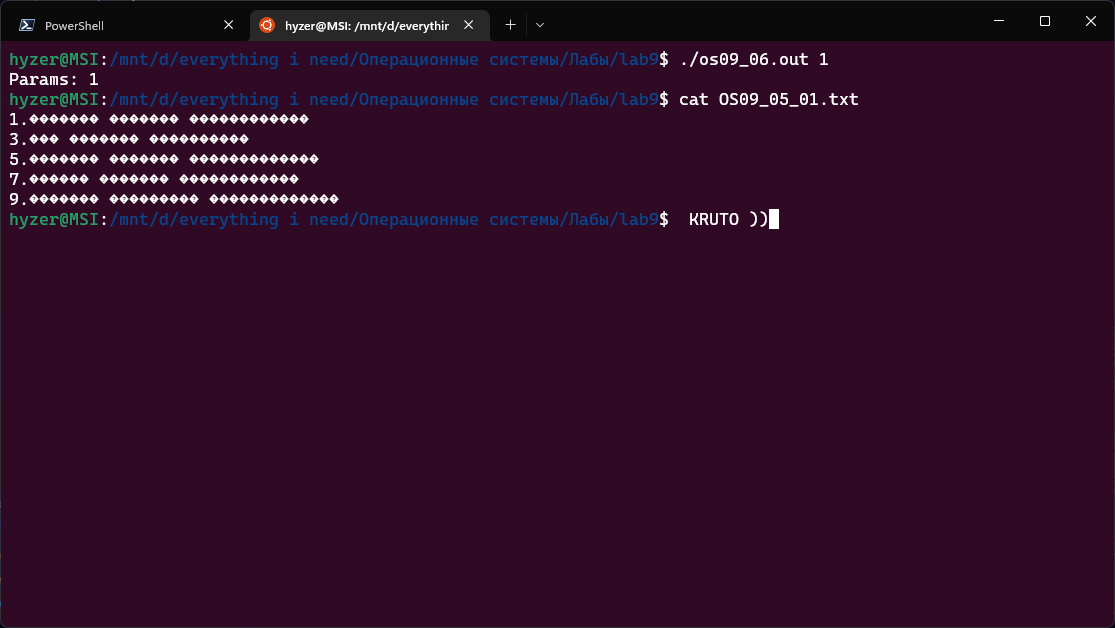 PowerShell
hyzer@MSI: /mnt/d/everythir
hyzer@MSI:/mnt/d/everything i need/Операционные системы/Лабы/lab9$ ./os09_06.out 1
Params: 1
hyzer@MSI:/mnt/d/everything i need/Операционные системы/Лабы/lab9$ cat OS09_05_01.txt
1.������� ������� ������������
3.��� ������� ����������
5.������� ������� �������������
7.������ ������� ������������
9.������� ��������� �������������
hyzer@MSI:/mnt/d/everything i need/Операционные системы/Лабы/lab9$  KRUTO ))